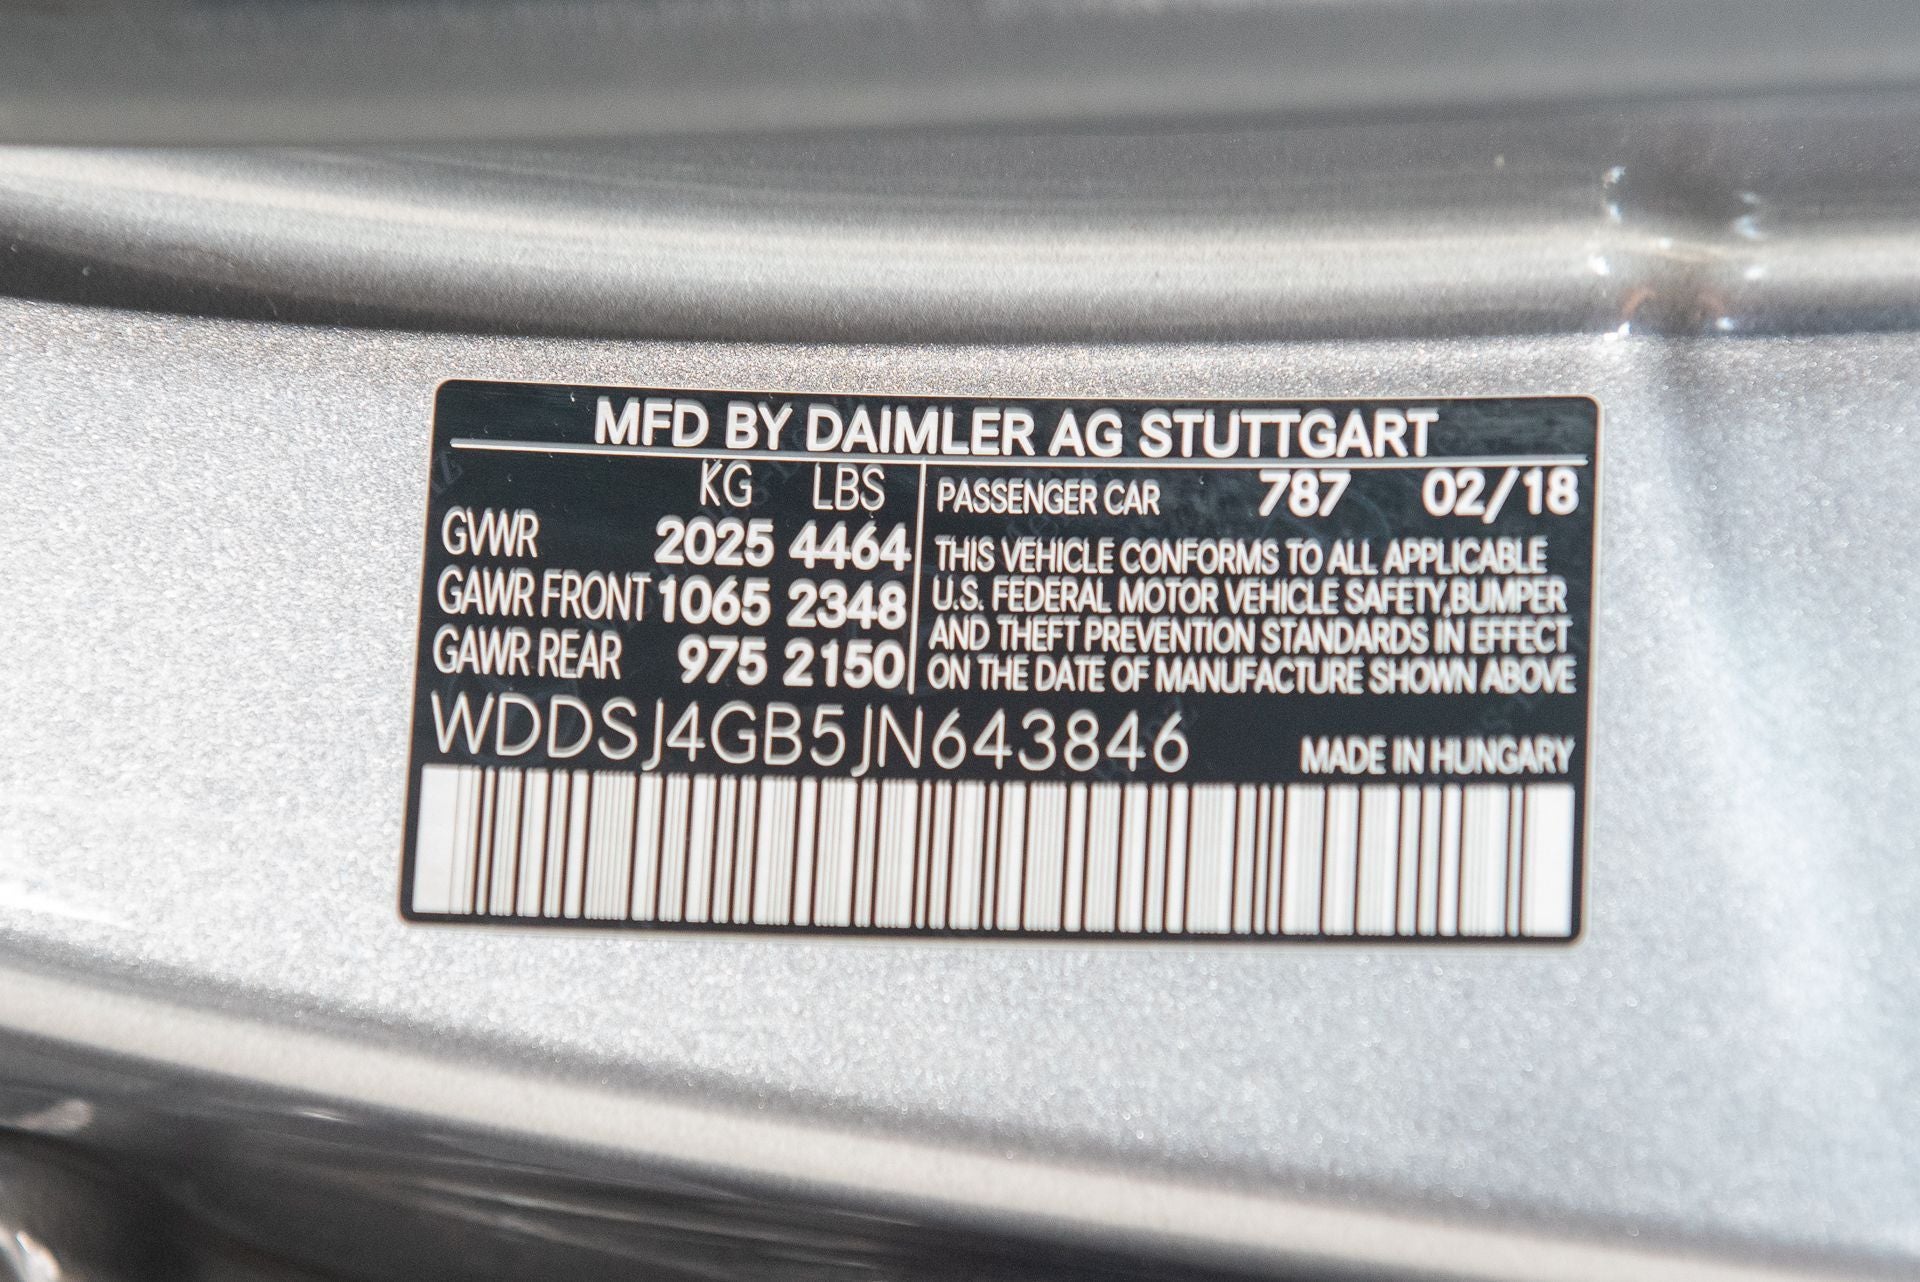 MFD BY DAIMLER AG STUTTGART
KG LBS
GVWR 2025 4464
GAWR FRONT 1065 2348
GAWR REAR 975 2150
PASSENGER CAR 787 02/18
THIS VEHICLE CONFORMS TO ALL APPLICABLE
U.S. FEDERAL MOTOR VEHICLE SAFETY,BUMPER
AND THEFT PREVENTION STANDARDS IN EFFECT
ON THE DATE OF MANUFACTURE SHOWN ABOVE
WDDSJ4GB5JN643846
MADE IN HUNGARY